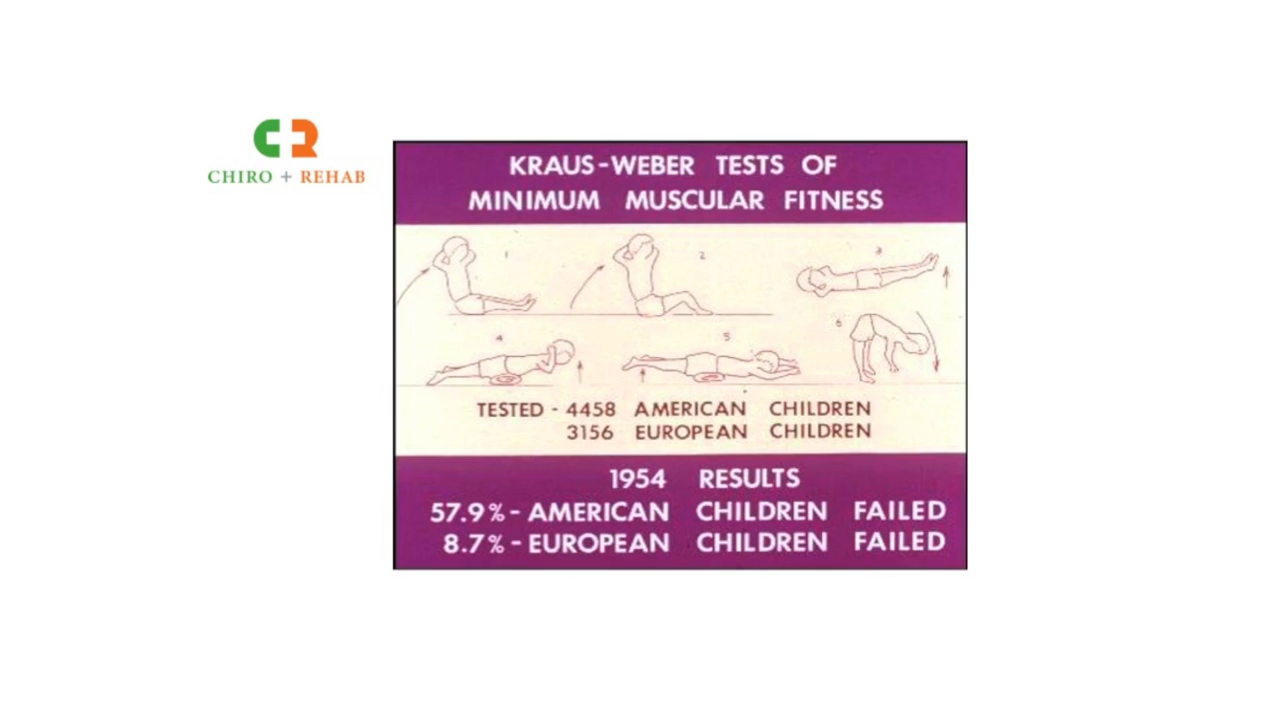 CHIRO + REHAB
KRAUS-WEBER TESTS OF
MINIMUM MUSCULAR FITNESS
1
2
3
4
5
6
TESTED - 4458 AMERICAN CHILDREN
3156 EUROPEAN CHILDREN
1954 RESULTS
57.9% - AMERICAN CHILDREN FAILED
8.7% - EUROPEAN CHILDREN FAILED